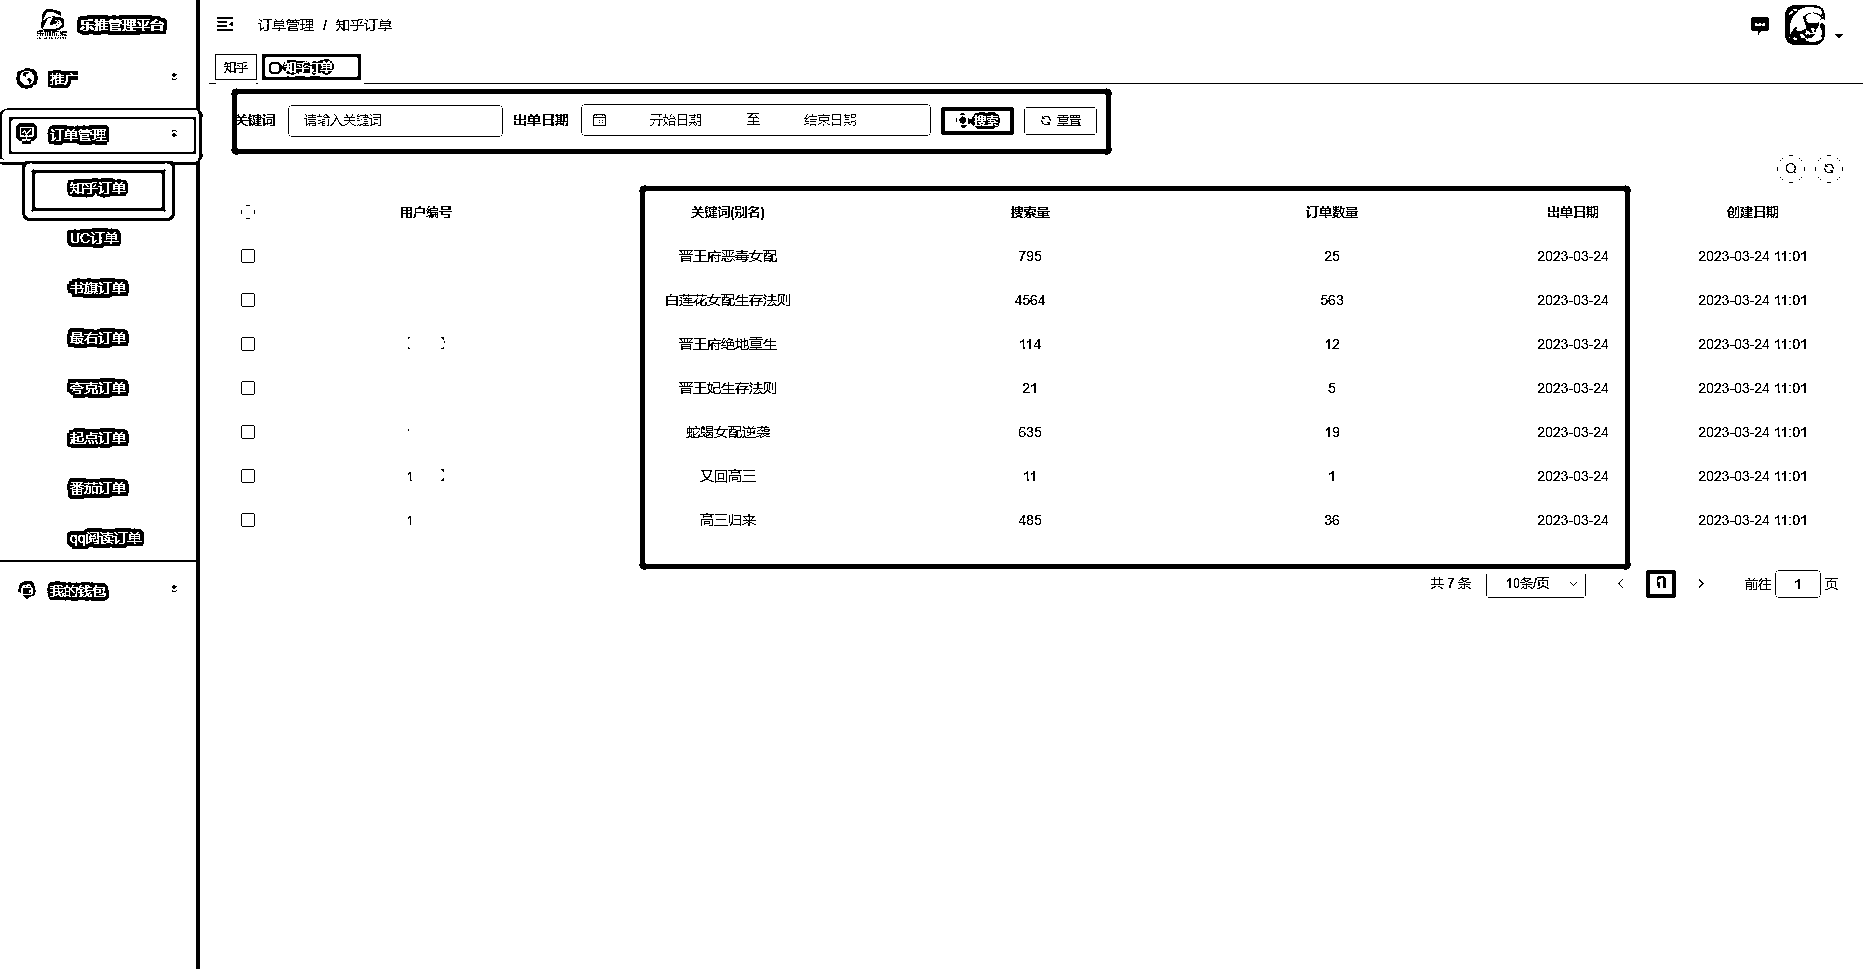 乐推管理平台
订单管理 / 知乎订单
推广
知乎
知乎订单
订单管理
关键词 请输入关键词 出单日期 开始日期 至 结束日期 搜索 重置
知乎订单
UC订单
书旗订单
最右订单
夸克订单
起点订单
番茄订单
qq阅读订单
我的钱包
用户编号 关键词(别名) 搜索量 订单数量 出单日期 创建日期
晋王府恶毒女配 795 25 2023-03-24 2023-03-24 11:01
白莲花女配生存法则 4564 563 2023-03-24 2023-03-24 11:01
晋王府绝地重生 114 12 2023-03-24 2023-03-24 11:01
晋王妃生存法则 21 5 2023-03-24 2023-03-24 11:01
蛇蝎女配逆袭 635 19 2023-03-24 2023-03-24 11:01
1 又回高三 11 1 2023-03-24 2023-03-24 11:01
1 高三归来 485 36 2023-03-24 2023-03-24 11:01
共 7 条 10条/页 1 前往 1 页